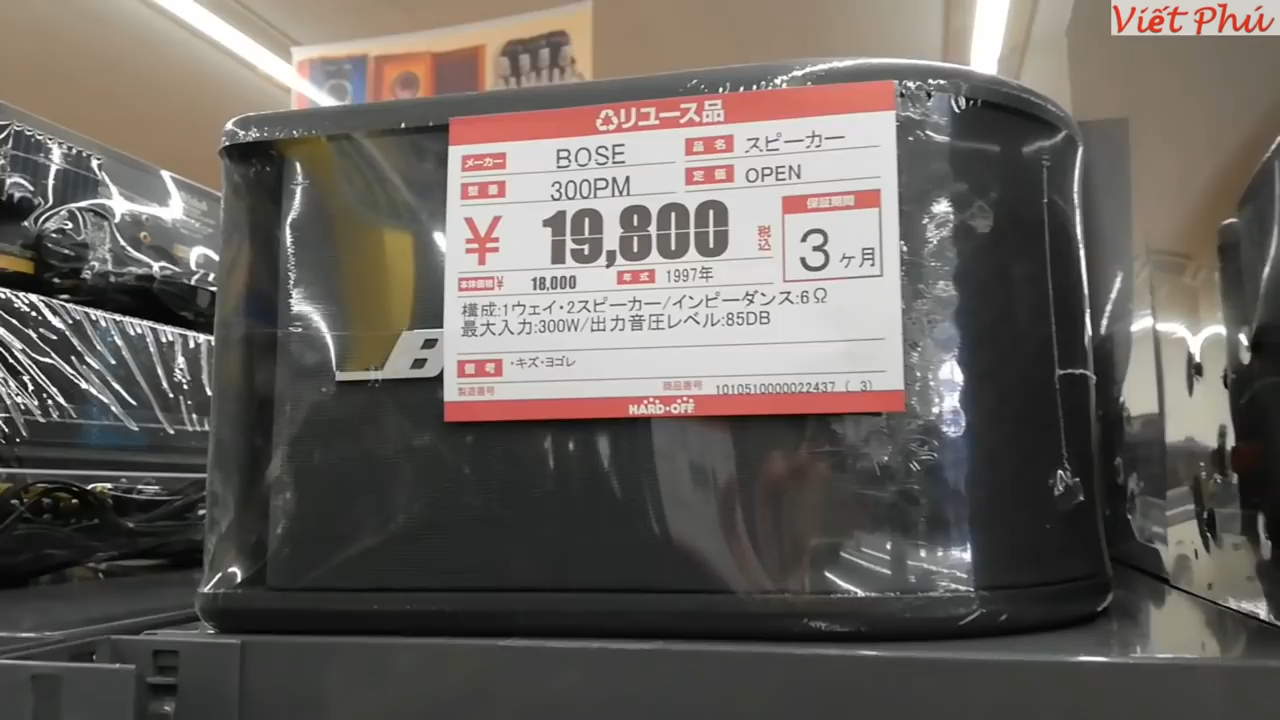 Viết Phú
リユース品
メーカー BOSE 品名 スピーカー
型番 300PM 定価 OPEN
¥ 19,800 税込
保証期間
3ヶ月
本体価格¥ 18,000 年式 1997年
構成:1ウェイ・2スピーカー/インピーダンス:6Ω
最大入力:300W/出力音圧レベル:85DB
備考 ・キズ・ヨゴレ
製造番号 商品番号 1010510000022437 ( 3)
HARD・OFF
B